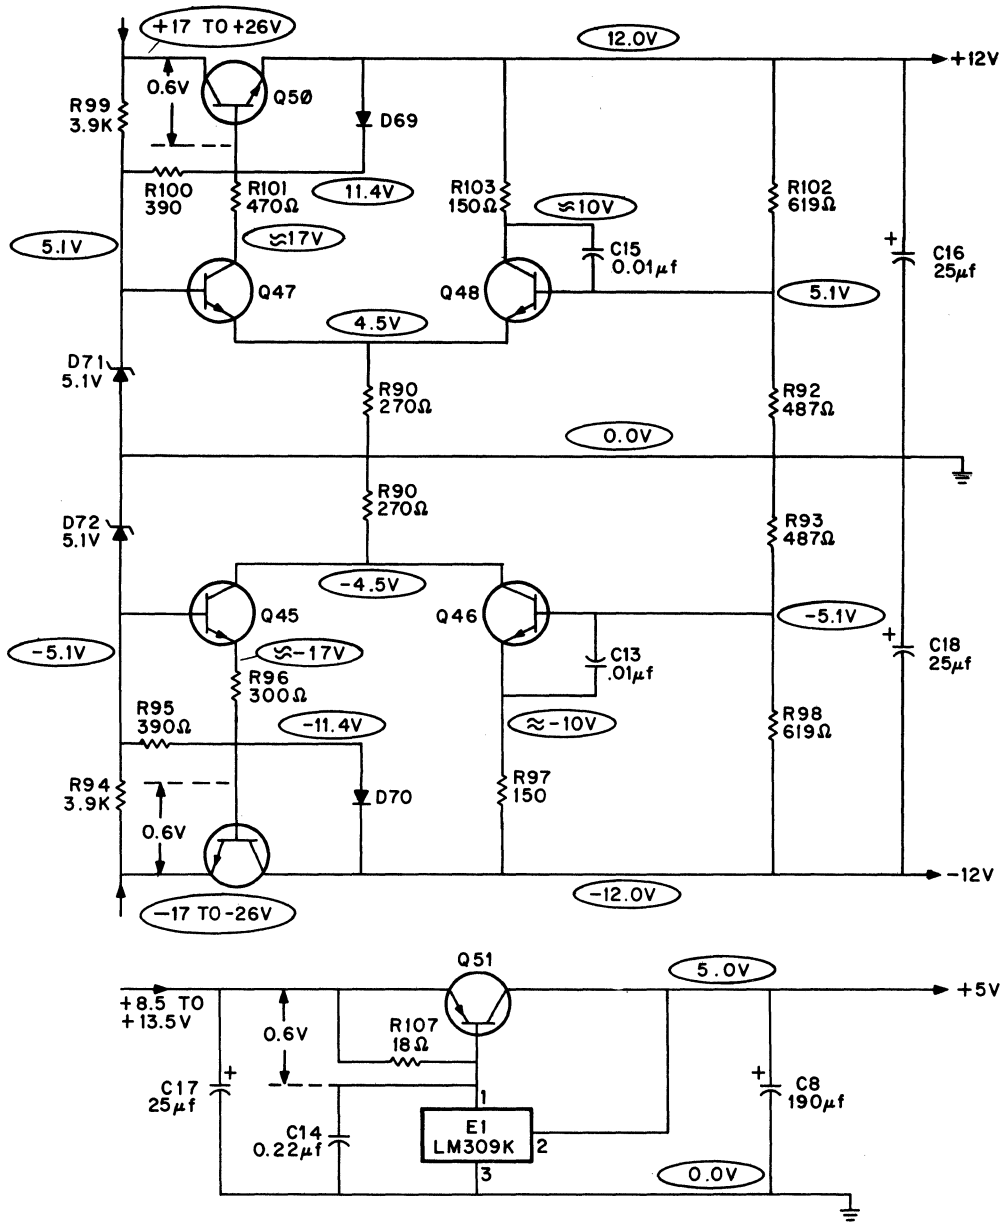 +17 TO +26V
12.0V
+12V
0.6V
Q50
R99
3.9K
D69
R100
390
R101
470Ω
11.4V
R103
150Ω
≈10V
R102
619Ω
5.1V
≈17V
C15
0.01μf
+
C16
25μf
Q47
Q48
5.1V
4.5V
D71
5.1V
R90
270Ω
R92
487Ω
0.0V
R90
270Ω
D72
5.1V
R93
487Ω
-4.5V
Q45
Q46
-5.1V
-5.1V
≈-17V
R96
300Ω
C13
.01μf
+
C18
25μf
R95
390Ω
-11.4V
≈-10V
R98
619Ω
R94
3.9K
D70
R97
150
0.6V
-12V
-17 TO -26V
-12.0V
Q51
5.0V
+5V
+8.5 TO
+13.5V
0.6V
R107
18Ω
+
C17
25μf
+
C8
190μf
1
C14
0.22μf
E1
LM309K
2
3
0.0V